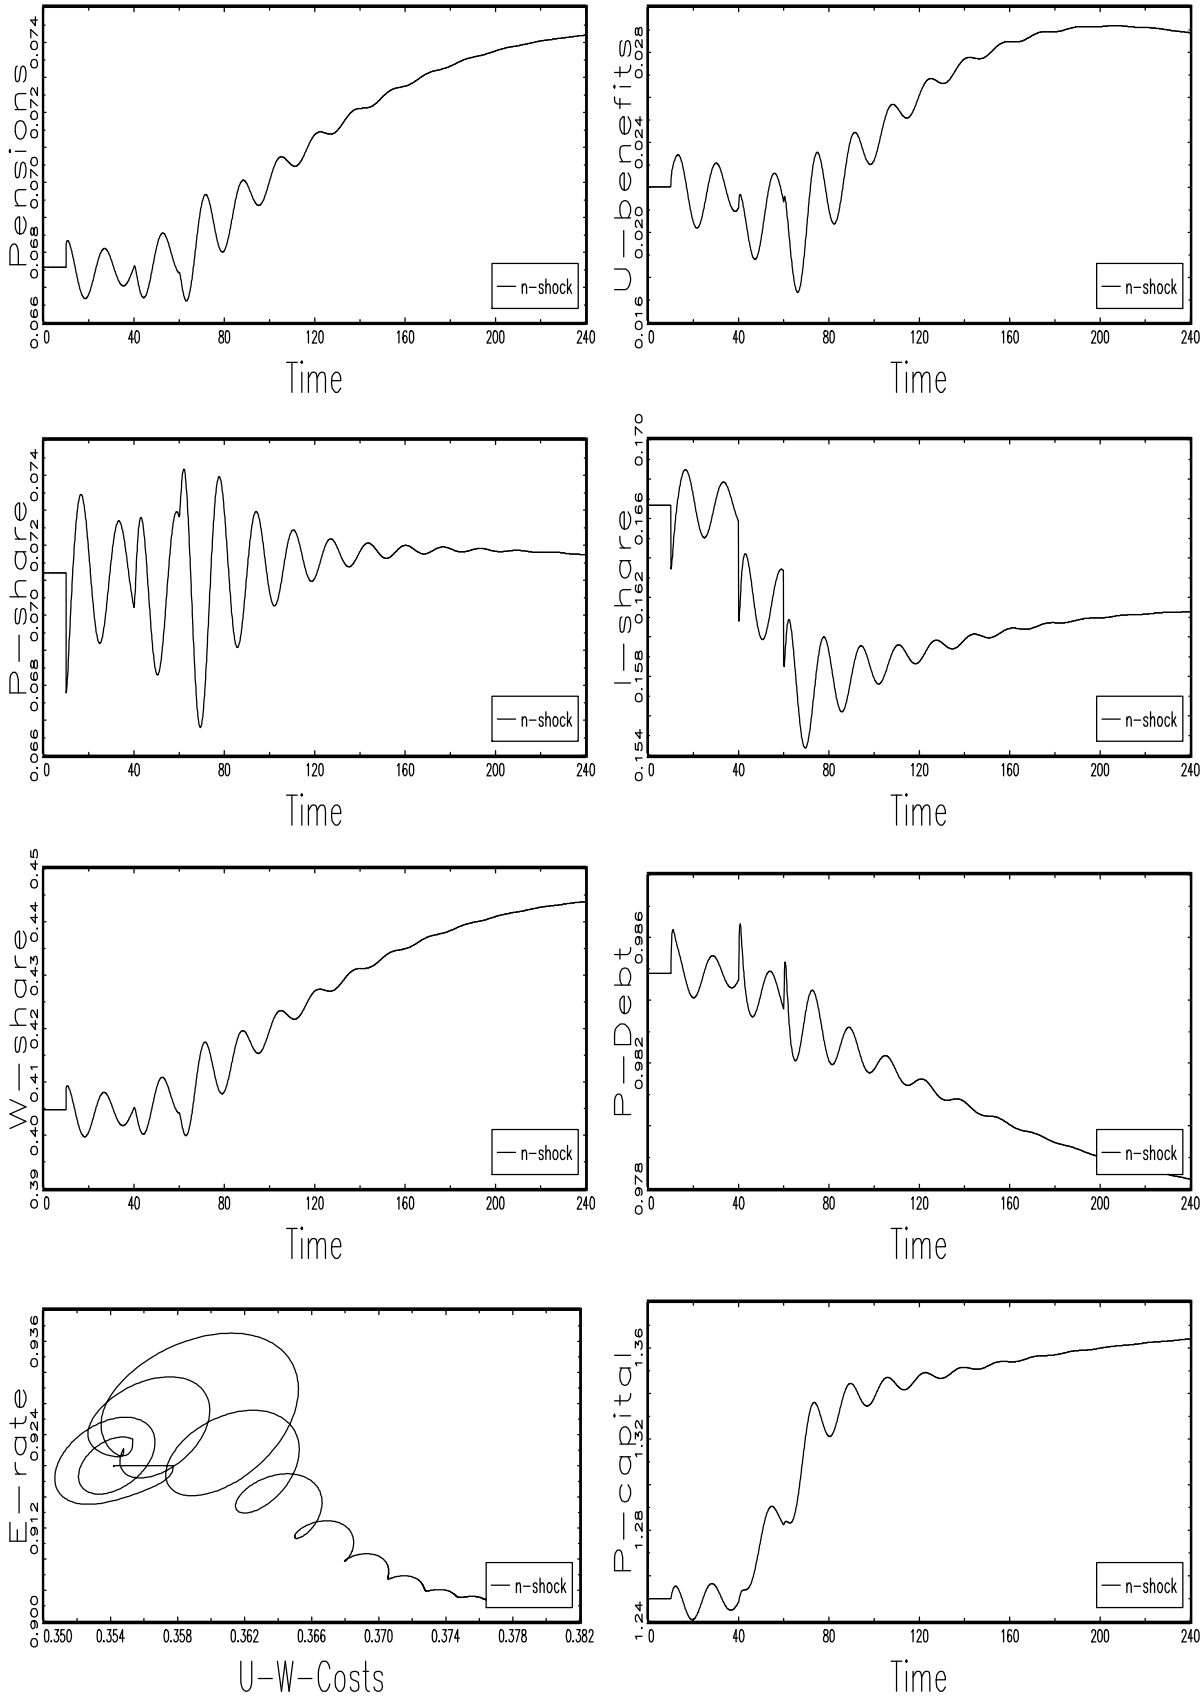 Pensions
0.066 0.068 0.070 0.072 0.074
n-shock
0 40 80 120 160 200 240
Time
U-benefits
0.016 0.020 0.024 0.028
n-shock
0 40 80 120 160 200 240
Time
P-share
0.066 0.068 0.070 0.072 0.074
n-shock
0 40 80 120 160 200 240
Time
I-share
0.154 0.158 0.162 0.166 0.170
n-shock
0 40 80 120 160 200 240
Time
W-share
0.39 0.40 0.41 0.42 0.43 0.44 0.45
n-shock
0 40 80 120 160 200 240
Time
P-Debt
0.978 0.982 0.986
n-shock
0 40 80 120 160 200 240
Time
E-rate
0.900 0.912 0.924 0.936
n-shock
0.350 0.354 0.358 0.362 0.366 0.370 0.374 0.378 0.382
U-W-Costs
P-capital
1.24 1.28 1.32 1.36
n-shock
0 40 80 120 160 200 240
Time